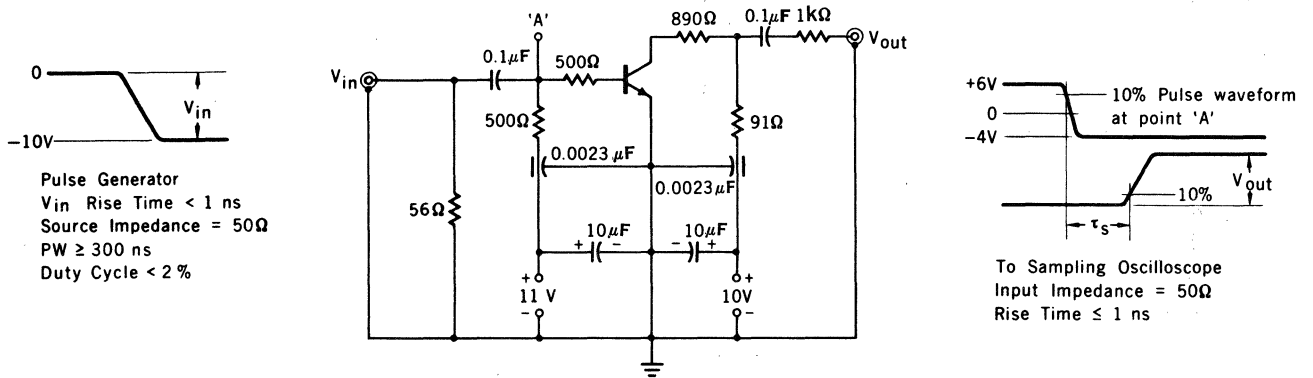 0
V_in
−10V
Pulse Generator
V_in Rise Time < 1 ns
Source Impedance = 50Ω
PW ≥ 300 ns
Duty Cycle < 2 %
'A'
890Ω
0.1μF 1kΩ
V_out
V_in
0.1μF
500Ω
500Ω
91Ω
0.0023 μF
0.0023μF
56Ω
10μF
+ −
10μF
− +
+
11 V
−
+
10V
−
+6V
0
−4V
10% Pulse waveform
at point 'A'
V_out
10%
τ_s
To Sampling Oscilloscope
Input Impedance = 50Ω
Rise Time ≤ 1 ns